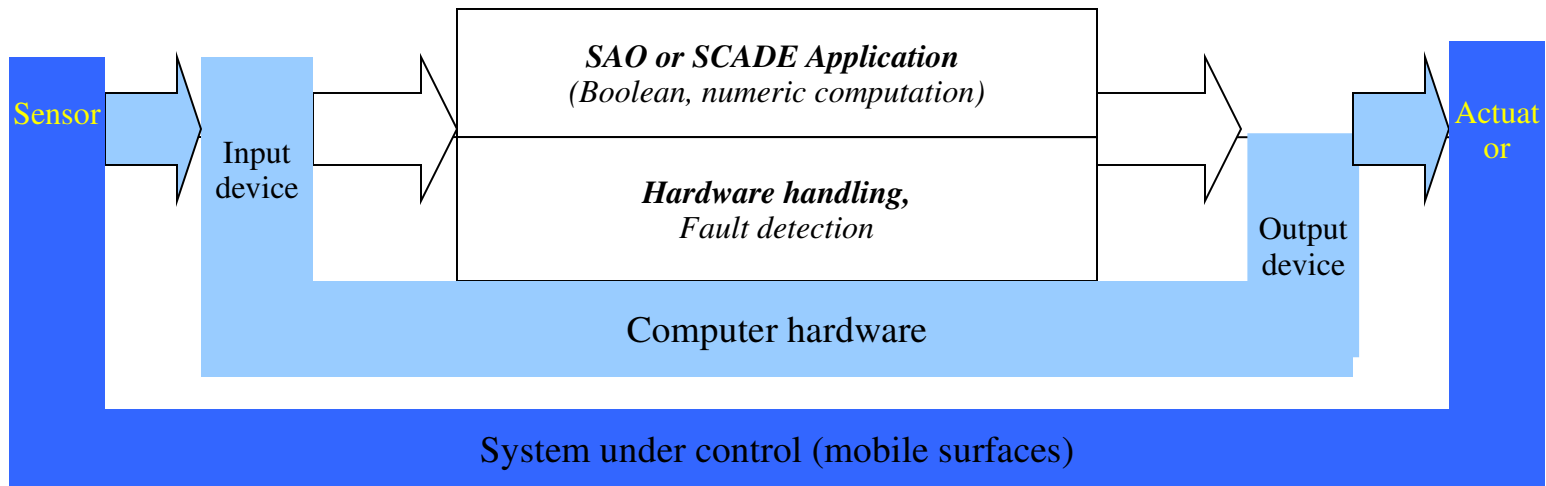 SAO or SCADE Application
(Boolean, numeric computation)
Sensor
Actuat
or
Input
device
Hardware handling,
Fault detection
Output
device
Computer hardware
System under control (mobile surfaces)